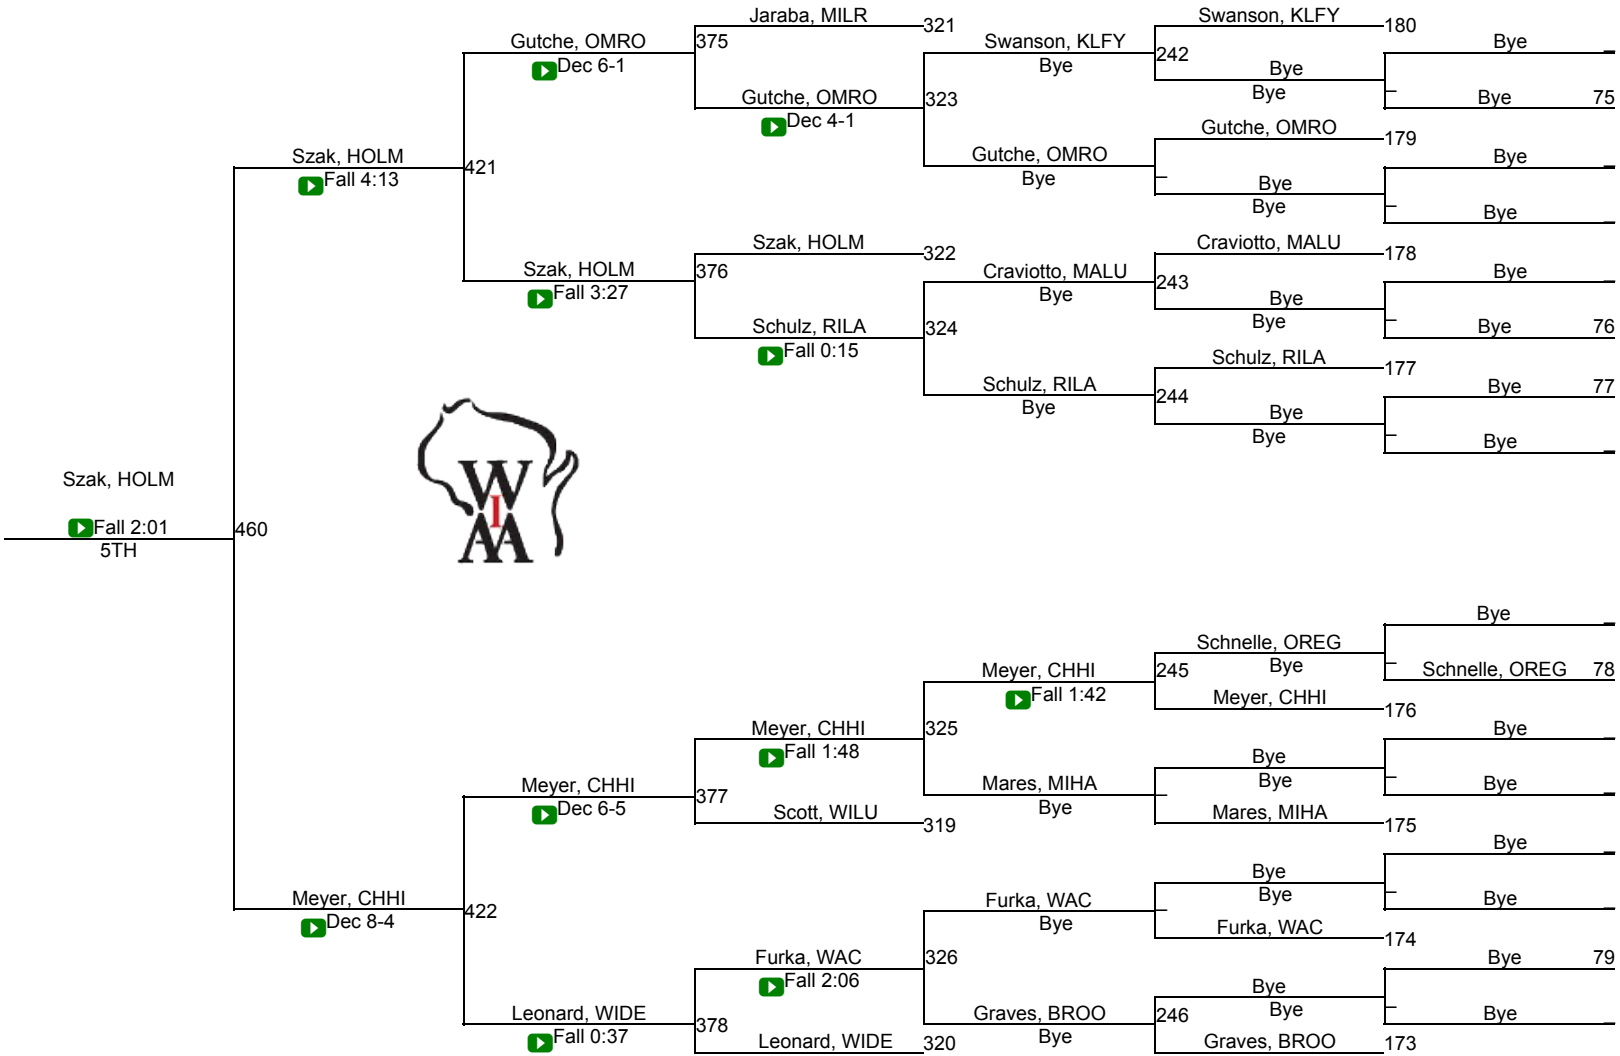 Jaraba, MILR
321
Swanson, KLFY
180
Gutche, OMRO
375
Swanson, KLFY
242
Bye
Dec 6-1
Bye
Bye
Gutche, OMRO
323
Bye
Bye
75
Dec 4-1
Gutche, OMRO
179
Szak, HOLM
421
Gutche, OMRO
Bye
Fall 4:13
Bye
Bye
Bye
Bye
Szak, HOLM
322
Craviotto, MALU
178
Szak, HOLM
376
Craviotto, MALU
243
Bye
Fall 3:27
Bye
Bye
Schulz, RILA
324
Bye
Bye
76
Fall 0:15
Schulz, RILA
177
Schulz, RILA
244
Bye
77
Bye
Bye
Bye
Bye
W
I
AA
Szak, HOLM
Fall 2:01
460
5TH
Bye
Schnelle, OREG
Meyer, CHHI
245
Bye
Schnelle, OREG
78
Fall 1:42
Meyer, CHHI
176
Meyer, CHHI
325
Bye
Fall 1:48
Bye
Meyer, CHHI
377
Mares, MIHA
Bye
Bye
Dec 6-5
Scott, WILU
319
Bye
Mares, MIHA
175
Bye
Bye
Meyer, CHHI
422
Furka, WAC
Bye
Bye
Dec 8-4
Bye
Furka, WAC
174
Furka, WAC
326
Bye
79
Fall 2:06
Bye
Leonard, WIDE
378
Graves, BROO
246
Bye
Bye
Fall 0:37
Leonard, WIDE
320
Bye
Graves, BROO
173